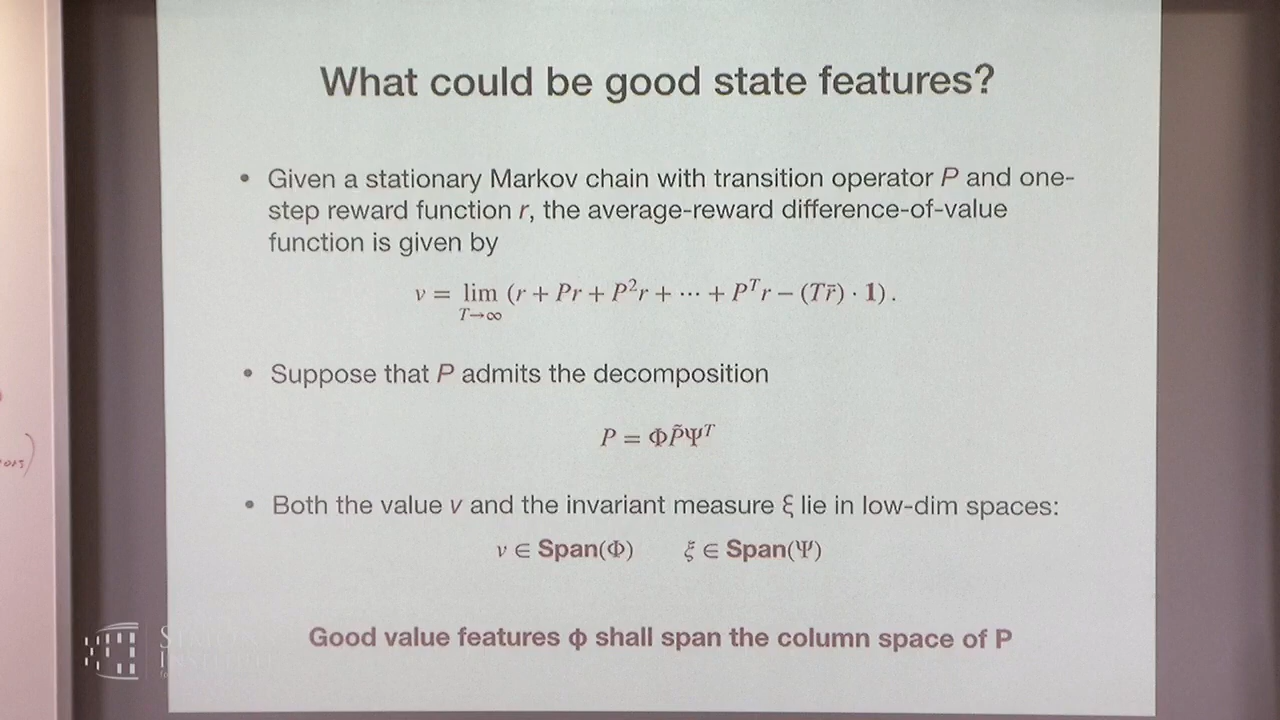 What could be good state features?
• Given a stationary Markov chain with transition operator P and one-
step reward function r, the average-reward difference-of-value
function is given by
v = lim T→∞ (r + Pr + P²r + ⋯ + Pᵀr − (Tr̄) · 1).
• Suppose that P admits the decomposition
P = ΦP̃Ψᵀ
• Both the value v and the invariant measure ξ lie in low-dim spaces:
v ∈ Span(Φ) ξ ∈ Span(Ψ)
Good value features ϕ shall span the column space of P